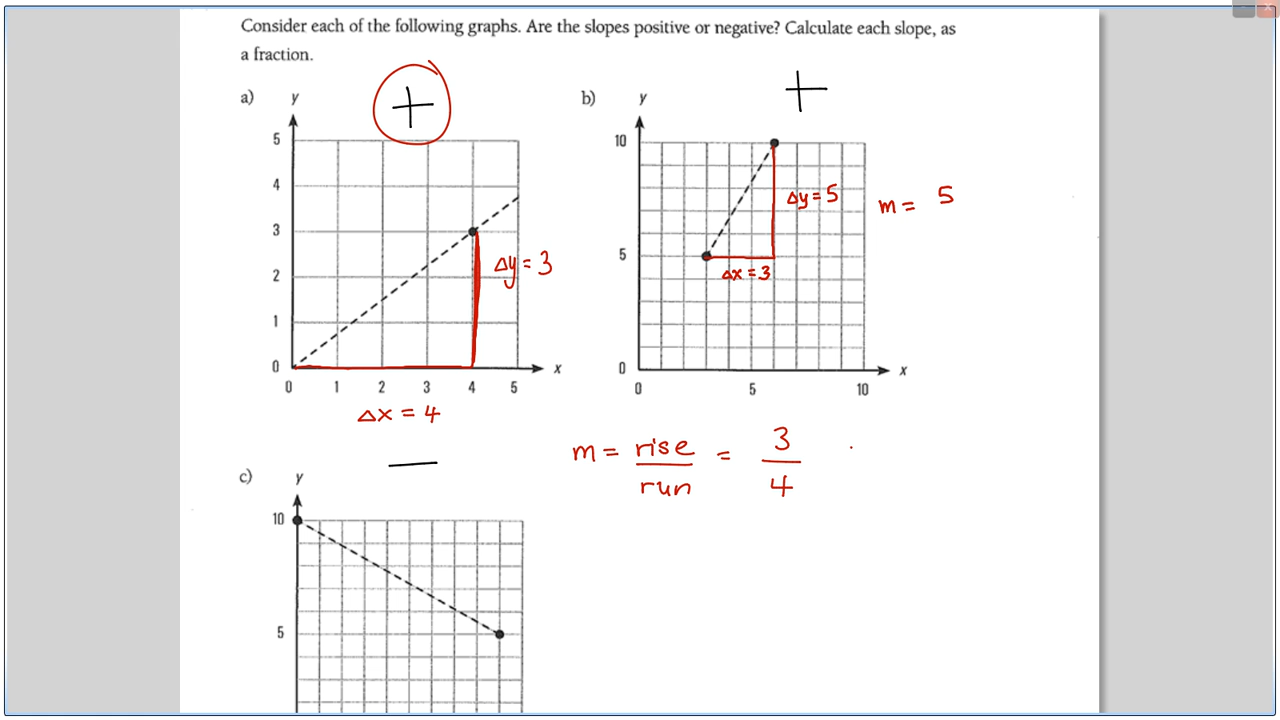 Consider each of the following graphs. Are the slopes positive or negative? Calculate each slope, as
a fraction.
a)
y
+
5
4
3
2
1
0
0 1 2 3 4 5
x
Δy = 3
Δx = 4
b)
y
+
10
5
0
0 5 10
x
Δy = 5
Δx = 3
m = 5
m = rise = 3
run 4
c)
y
—
10
5